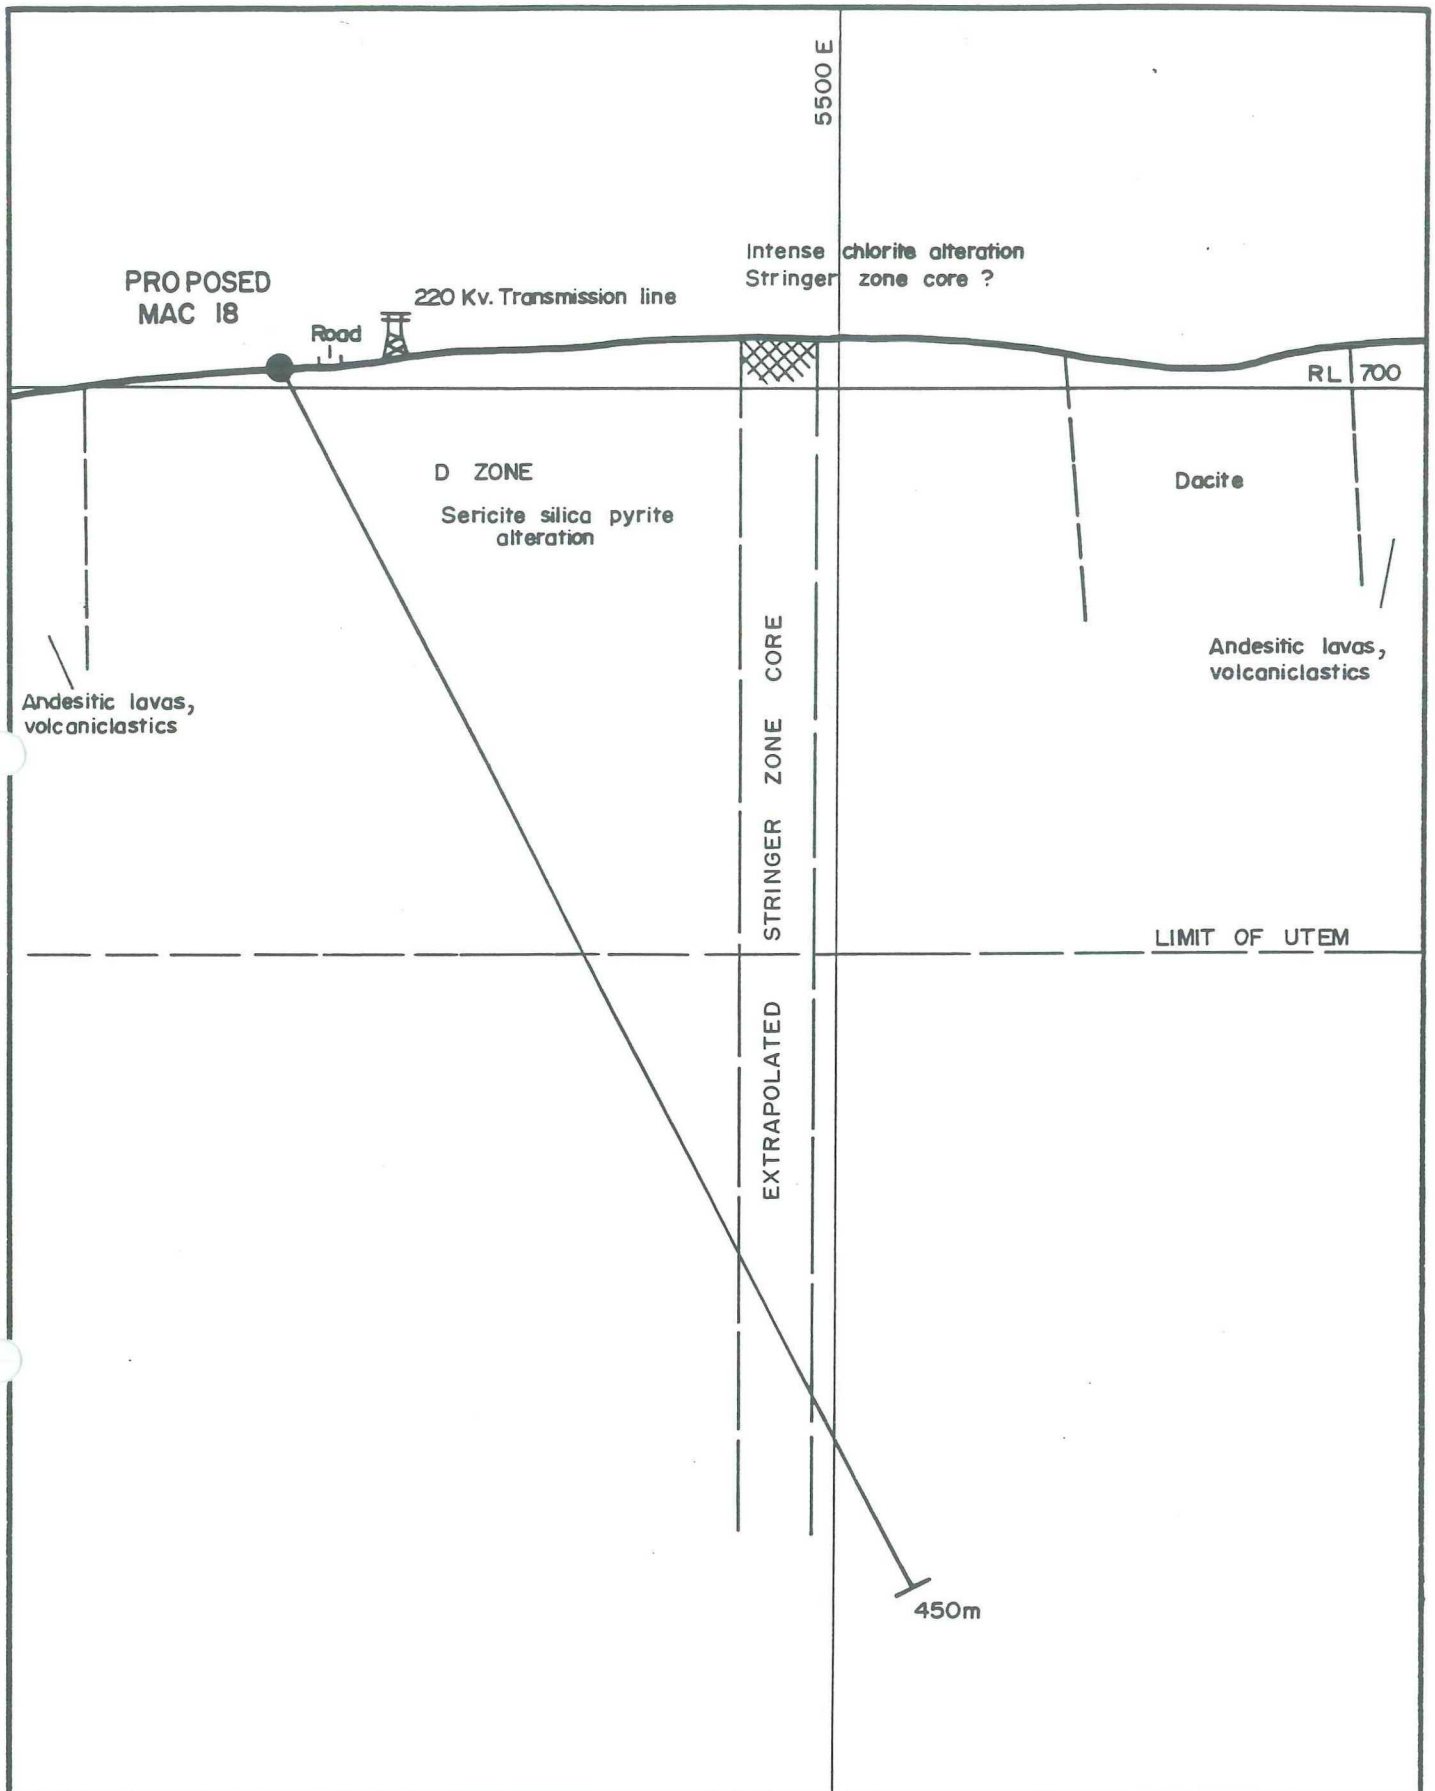 5500 E
Intense chlorite alteration
Stringer zone core ?
PROPOSED
MAC 18
220 Kv. Transmission line
Road
RL 700
D ZONE
Sericite silica pyrite
alteration
Dacite
Andesitic lavas,
volcaniclastics
Andesitic lavas,
volcaniclastics
LIMIT OF UTEM
EXTRAPOLATED STRINGER ZONE CORE
450m